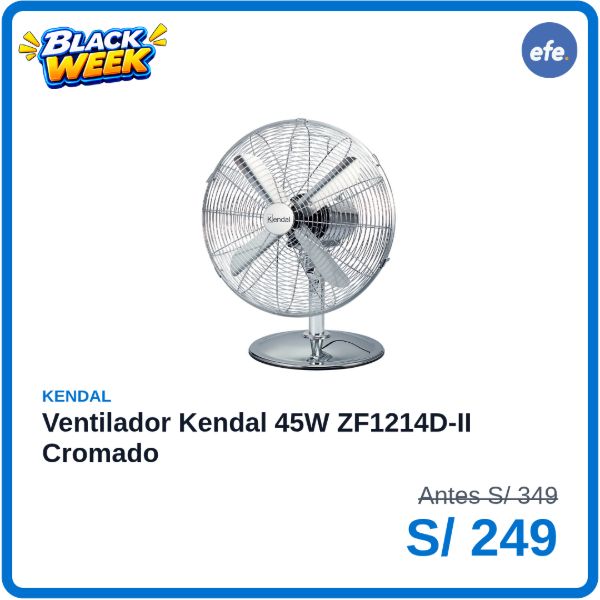 BLACK
WEEK
efe.
Kendal
KENDAL
Ventilador Kendal 45W ZF1214D-II
Cromado
Antes S/ 349
S/ 249